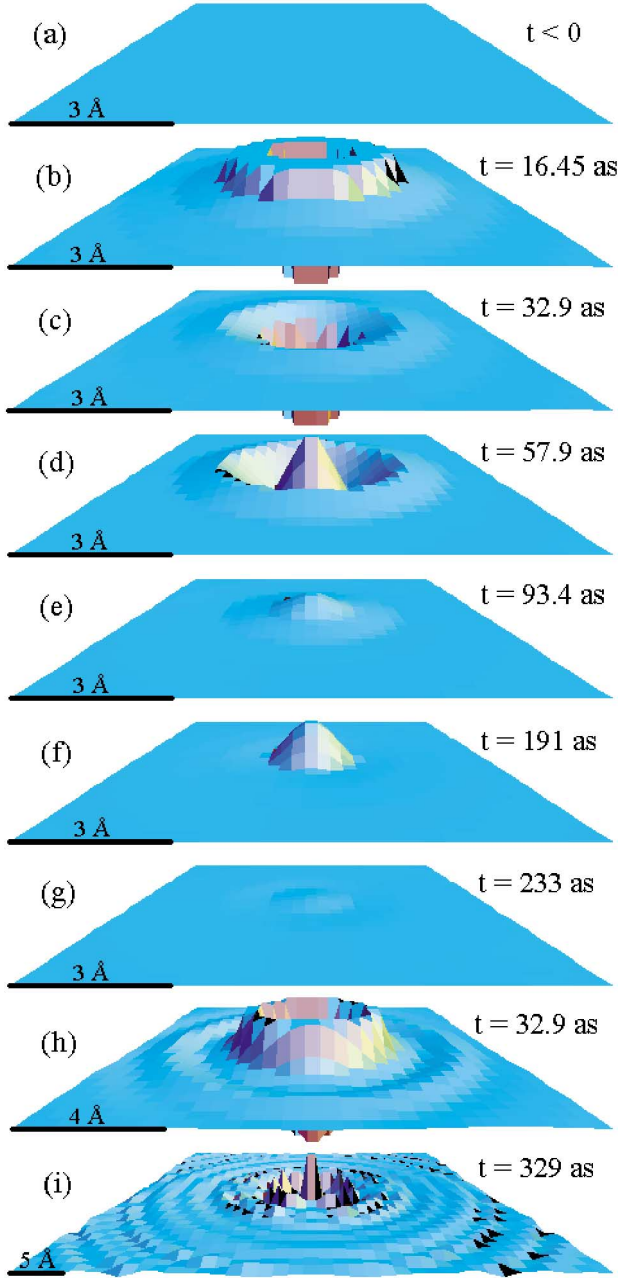 (a) t < 0
3 Å
(b) t = 16.45 as
3 Å
(c) t = 32.9 as
3 Å
(d) t = 57.9 as
3 Å
(e) t = 93.4 as
3 Å
(f) t = 191 as
3 Å
(g) t = 233 as
3 Å
(h) t = 32.9 as
4 Å
(i) t = 329 as
5 Å